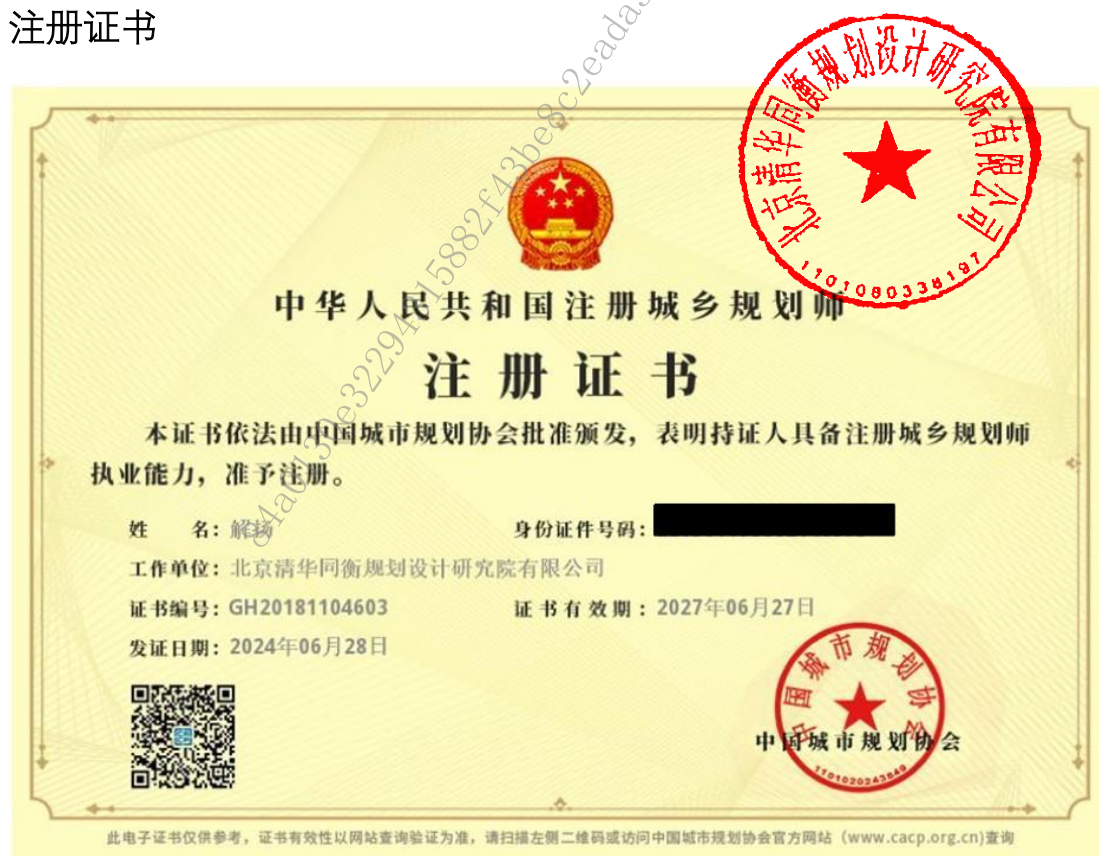 注册证书
北京清华同衡规划设计研究院有限公司
1101080338197
中华人民共和国注册城乡规划师
注册证书
本证书依法由中国城市规划协会批准颁发，表明持证人具备注册城乡规划师
执业能力，准予注册。
姓 名：解扬
身份证件号码：
工作单位：北京清华同衡规划设计研究院有限公司
证书编号：GH20181104603
证书有效期：2027年06月27日
发证日期：2024年06月28日
中国城市规划协会
中国城市规划协会
1101020243849
此电子证书仅供参考，证书有效性以网站查询验证为准，请扫描左侧二维码或访问中国城市规划协会官方网站（www.cacp.org.cn)查询